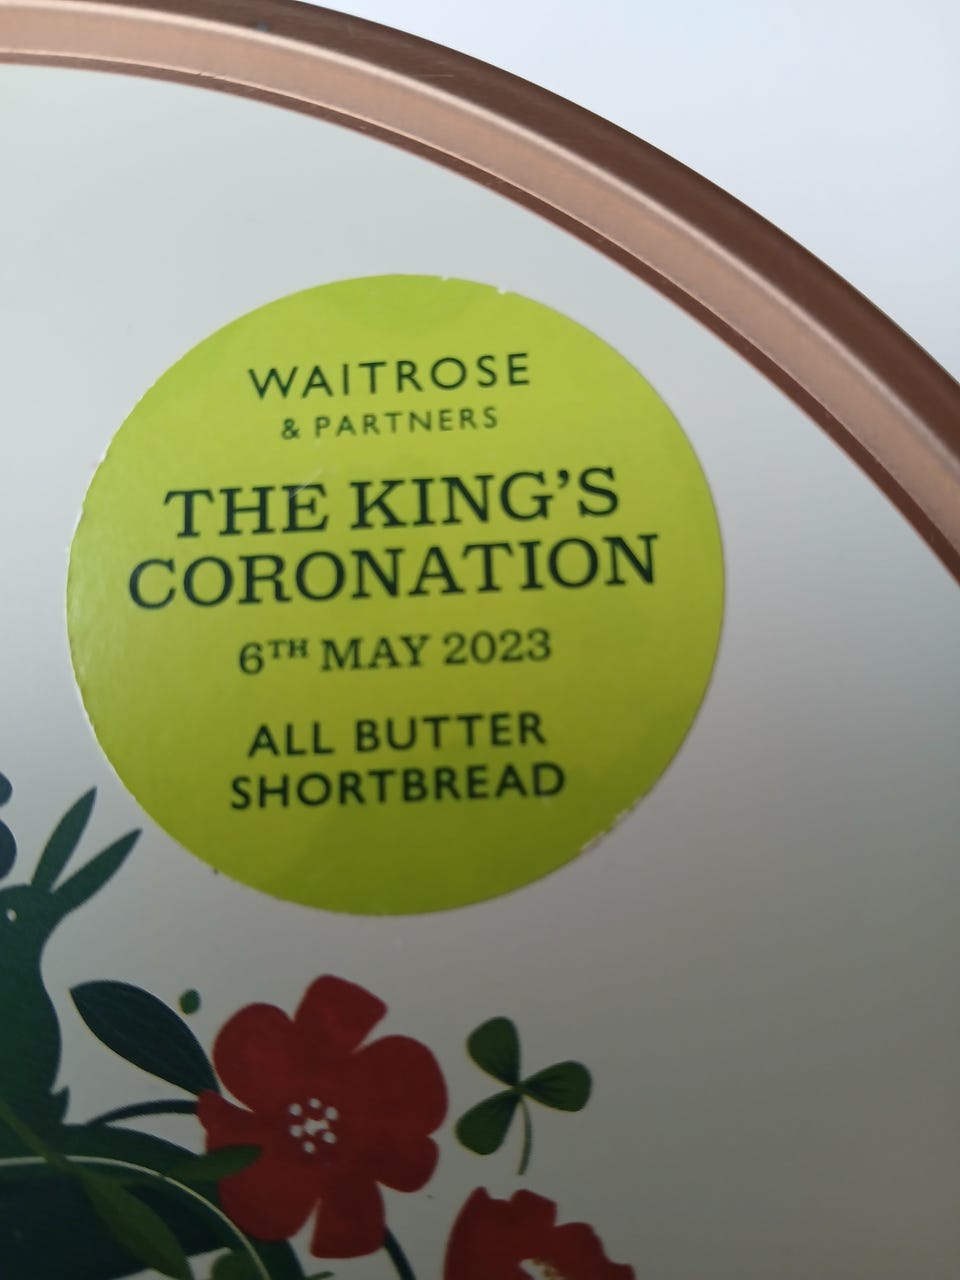 WAITROSE
& PARTNERS
THE KING'S
CORONATION
6TH MAY 2023
ALL BUTTER
SHORTBREAD